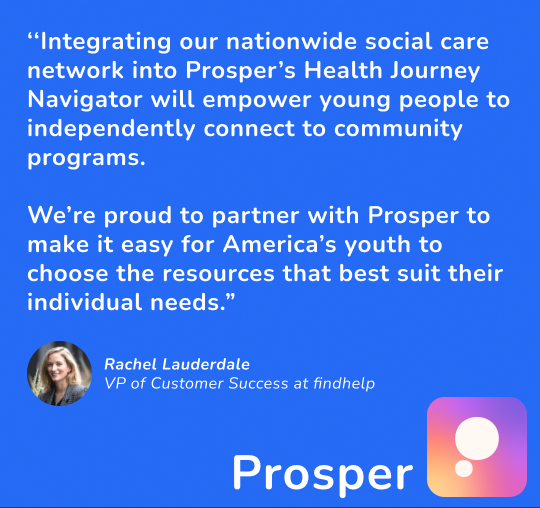 ‘‘Integrating our nationwide social care
network into Prosper’s Health Journey
Navigator will empower young people to
independently connect to community
programs.
We’re proud to partner with Prosper to
make it easy for America’s youth to
choose the resources that best suit their
individual needs.”
Rachel Lauderdale
VP of Customer Success at findhelp
Prosper